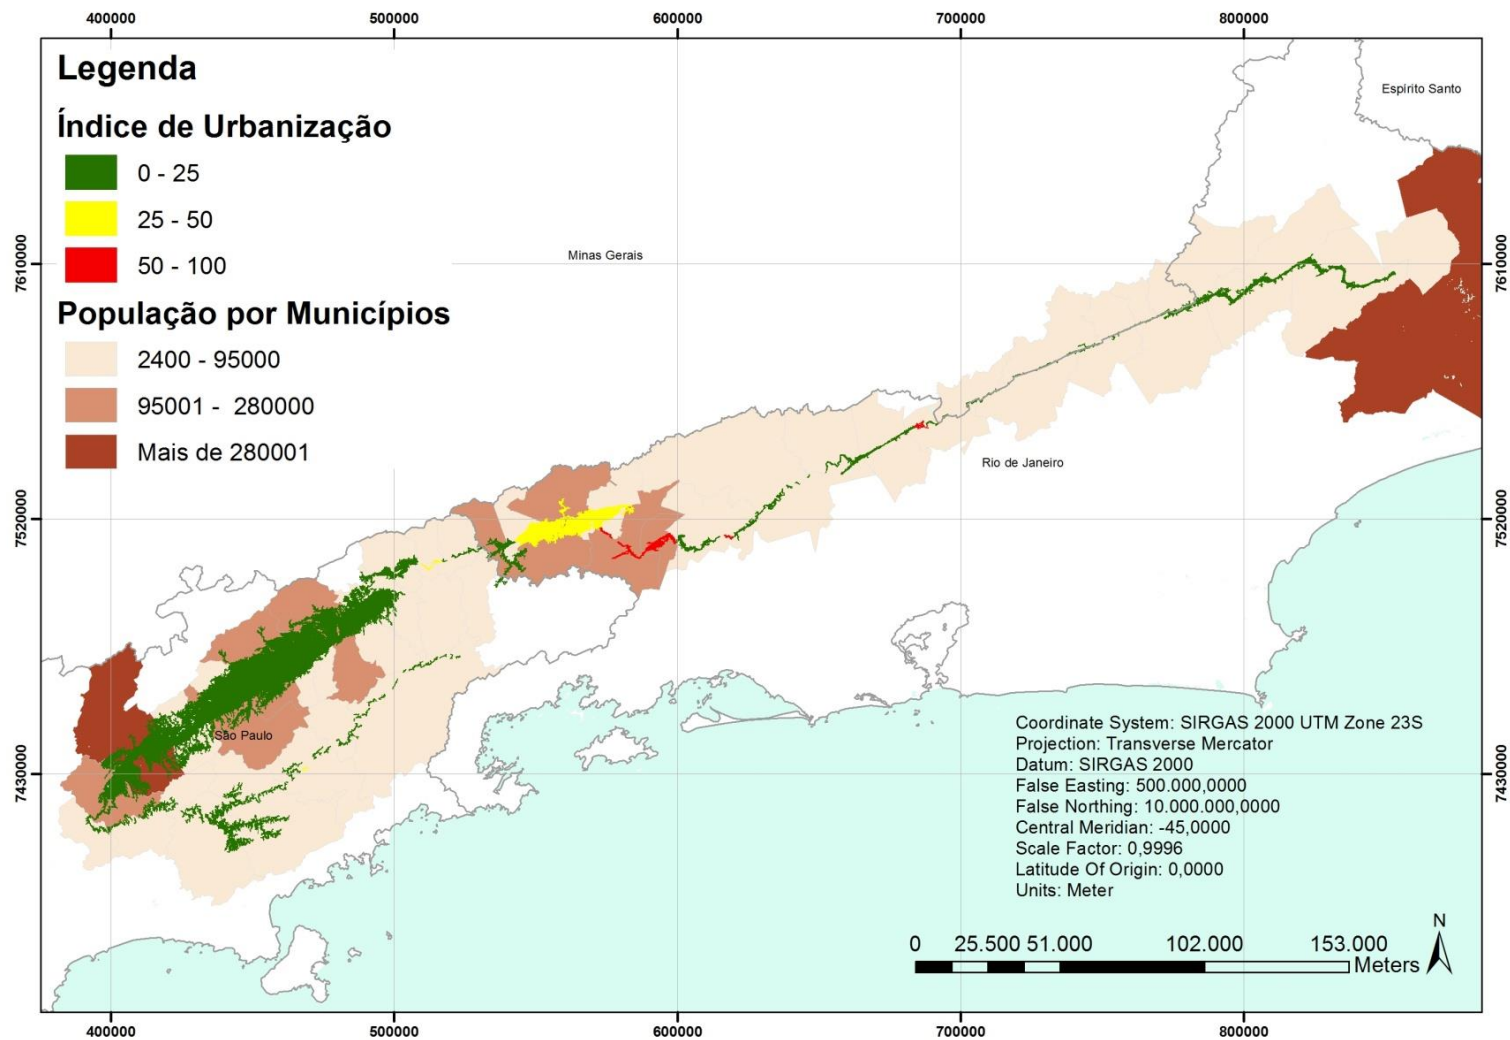 400000 500000 600000 700000 800000
Legenda
Índice de Urbanização
0 - 25
25 - 50
50 - 100
População por Municípios
2400 - 95000
95001 - 280000
Mais de 280001
Espirito Santo
Minas Gerais
Rio de Janeiro
São Paulo
7610000
7520000
7430000
7610000
7520000
7430000
Coordinate System: SIRGAS 2000 UTM Zone 23S
Projection: Transverse Mercator
Datum: SIRGAS 2000
False Easting: 500.000,0000
False Northing: 10.000.000,0000
Central Meridian: -45,0000
Scale Factor: 0,9996
Latitude Of Origin: 0,0000
Units: Meter
N
0 25.500 51.000 102.000 153.000
Meters
400000 500000 600000 700000 800000